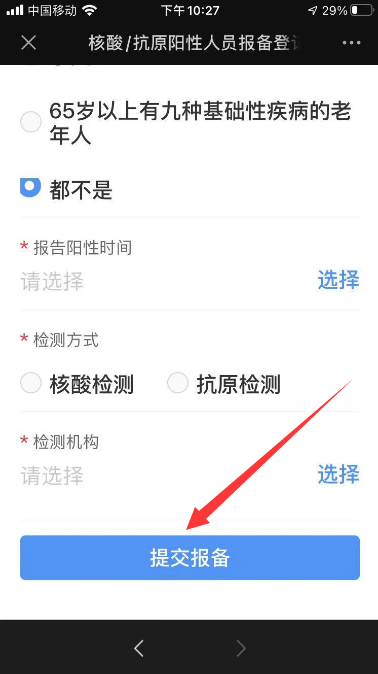 中国移动
下午10:27
29%
核酸/抗原阳性人员报备登
65岁以上有九种基础性疾病的老
年人
都不是
* 报告阳性时间
请选择 选择
* 检测方式
核酸检测 抗原检测
* 检测机构
请选择 选择
提交报备